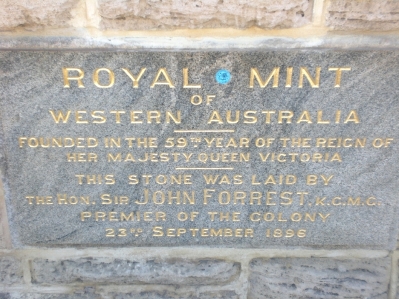 ROYAL MINT
OF
WESTERN AUSTRALIA
FOUNDED IN THE 59TH YEAR OF THE REIGN OF
HER MAJESTY QUEEN VICTORIA
THIS STONE WAS LAID BY
THE HON. SIR JOHN FORREST, K.C.M.G.
PREMIER OF THE COLONY
23RD SEPTEMBER 1896